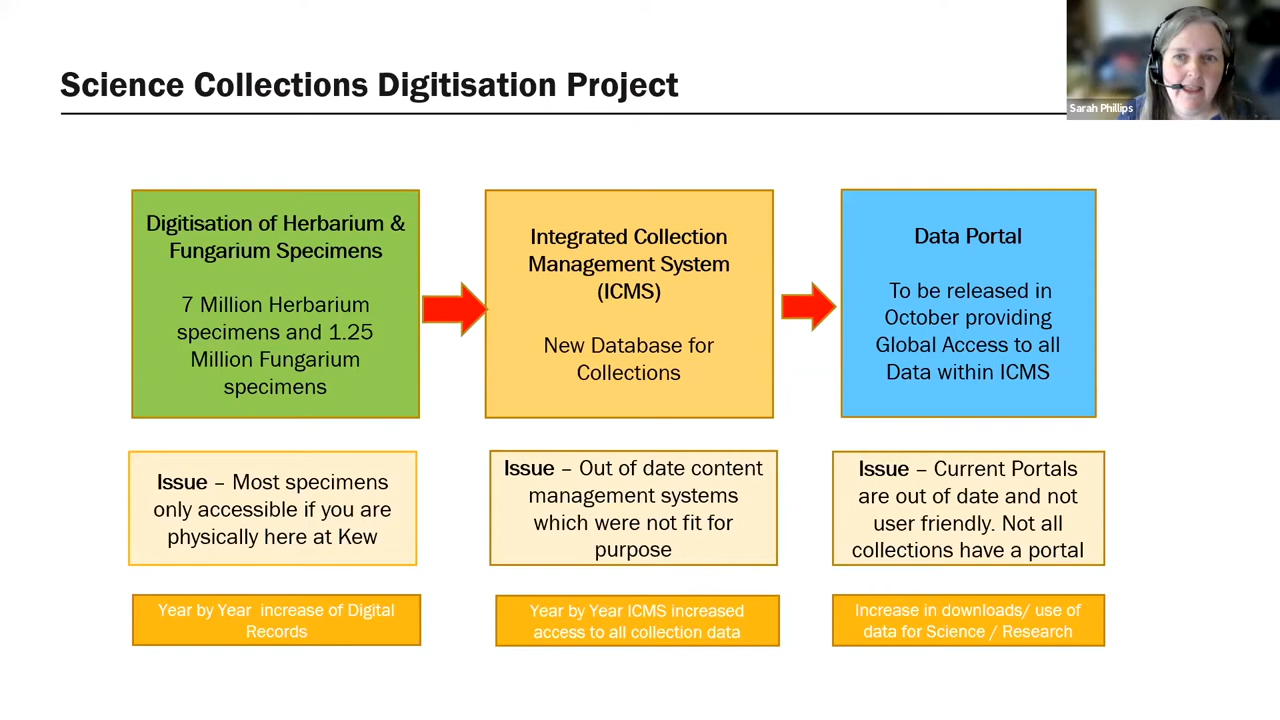 Science Collections Digitisation Project
Sarah Phillips
Digitisation of Herbarium &
Fungarium Specimens
7 Million Herbarium
specimens and 1.25
Million Fungarium
specimens
Integrated Collection
Management System
(ICMS)
New Database for
Collections
Data Portal
To be released in
October providing
Global Access to all
Data within ICMS
Issue – Most specimens
only accessible if you are
physically here at Kew
Issue – Out of date content
management systems
which were not fit for
purpose
Issue – Current Portals
are out of date and not
user friendly. Not all
collections have a portal
Year by Year increase of Digital
Records
Year by Year ICMS increased
access to all collection data
Increase in downloads/ use of
data for Science / Research